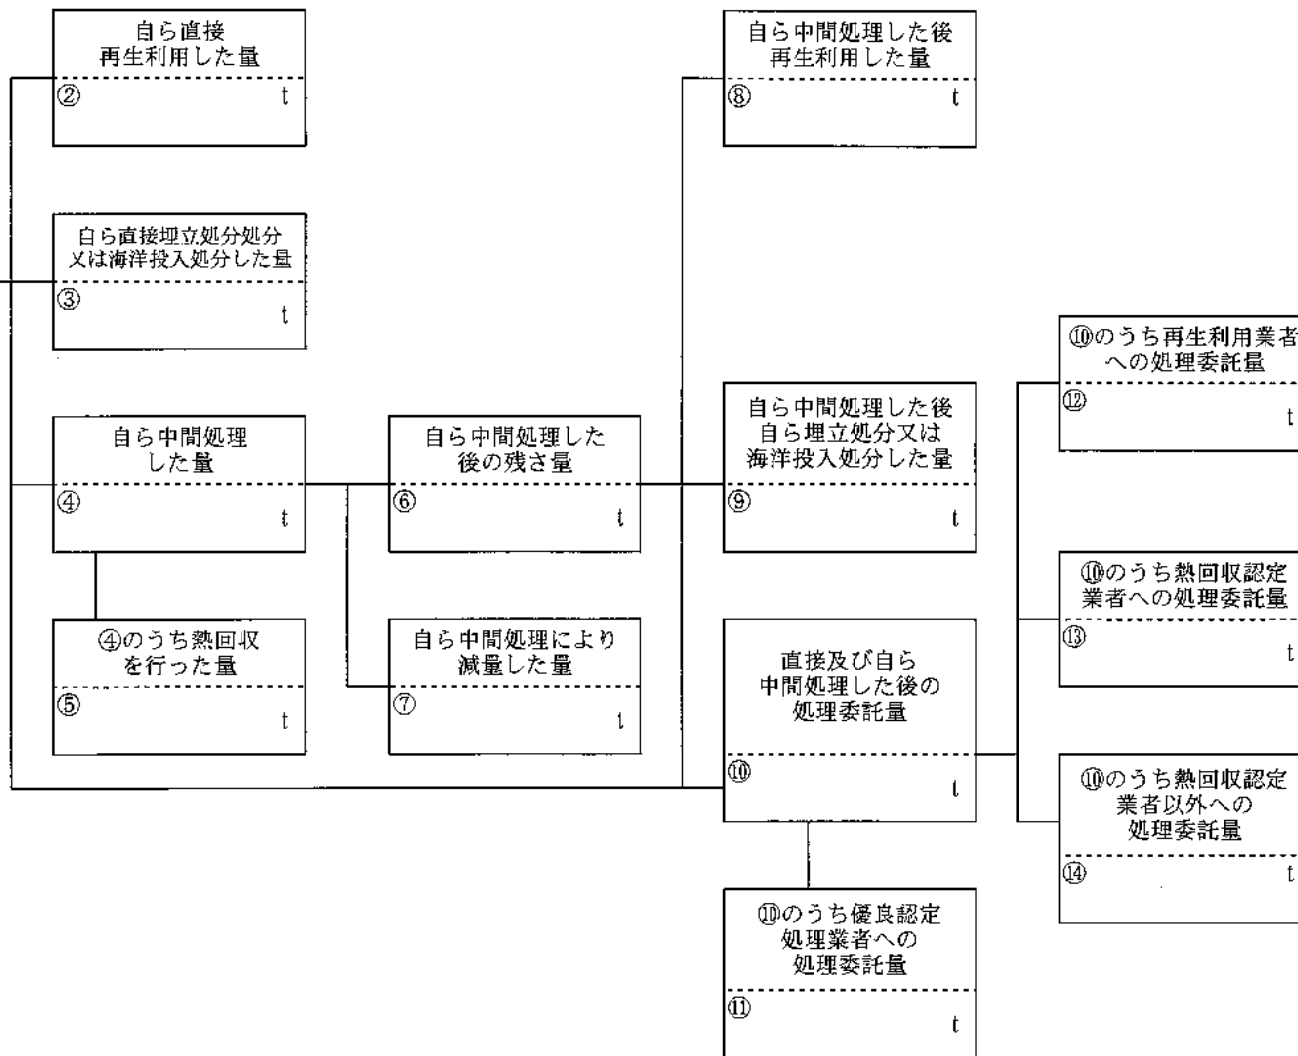 自ら直接
再生利用した量
② t
自ら直接埋立処分処分
又は海洋投入処分した量
③ t
自ら中間処理
した量
④ t
④のうち熱回収
を行った量
⑤ t
自ら中間処理した
後の残さ量
⑥ t
自ら中間処理により
減量した量
⑦ t
自ら中間処理した後
再生利用した量
⑧ t
自ら中間処理した後
自ら埋立処分又は
海洋投入処分した量
⑨ t
直接及び自ら
中間処理した後の
処理委託量
⑩ t
⑩のうち優良認定
処理業者への
処理委託量
⑪ t
⑩のうち再生利用業者
への処理委託量
⑫ t
⑩のうち熱回収認定
業者への処理委託量
⑬ t
⑩のうち熱回収認定
業者以外への
処理委託量
⑭ t